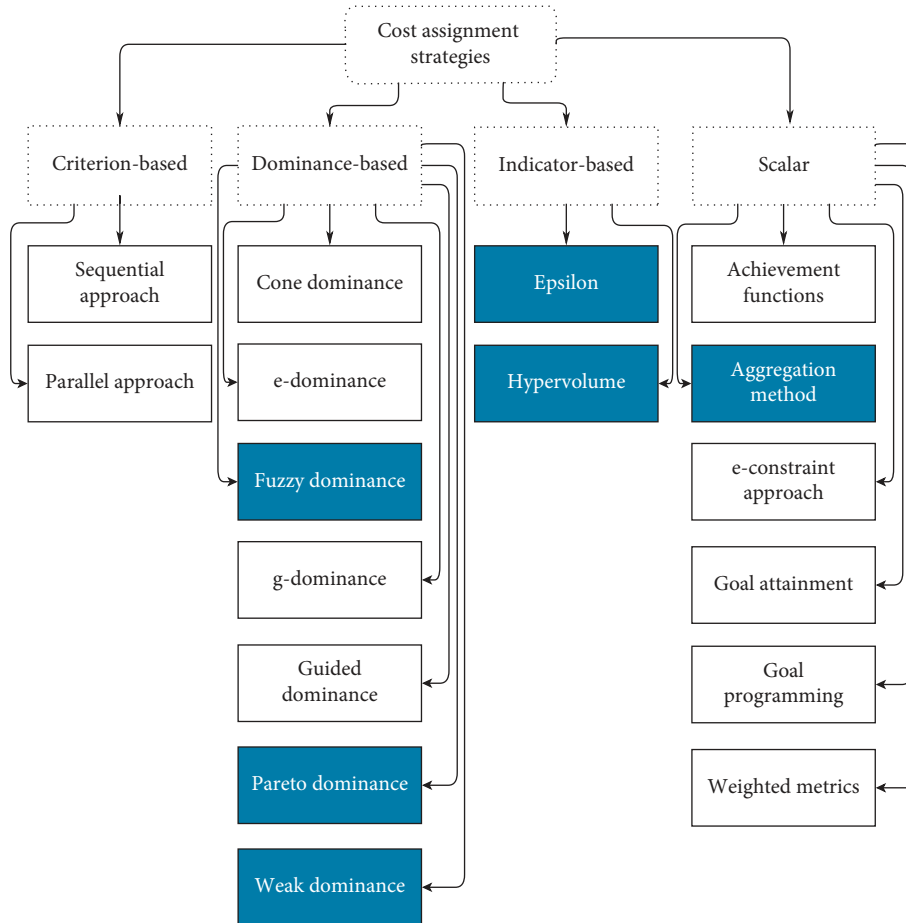 Cost assignment
strategies
Criterion-based
Dominance-based
Indicator-based
Scalar
Sequential
approach
Parallel approach
Cone dominance
e-dominance
Fuzzy dominance
g-dominance
Guided
dominance
Pareto dominance
Weak dominance
Epsilon
Hypervolume
Achievement
functions
Aggregation
method
e-constraint
approach
Goal attainment
Goal
programming
Weighted metrics